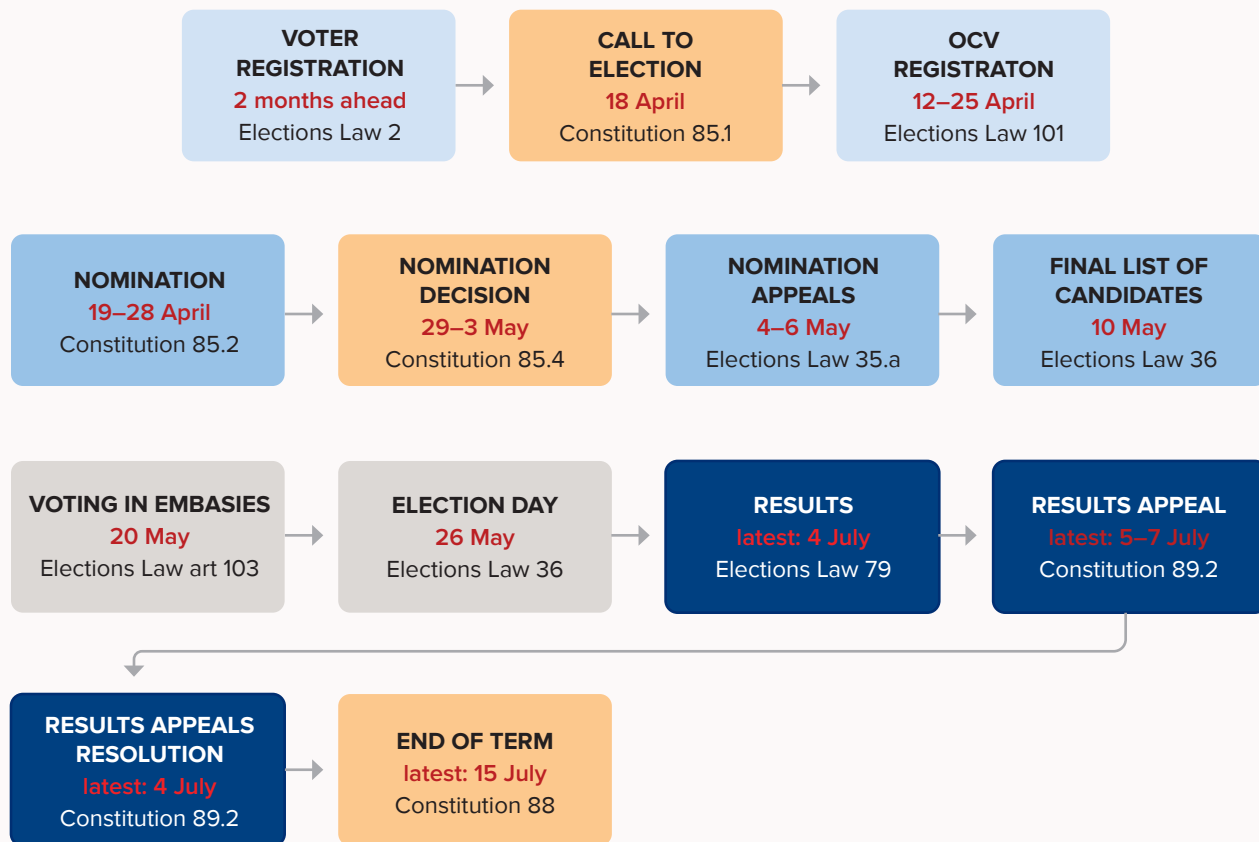 VOTER
REGISTRATION
2 months ahead
Elections Law 2
CALL TO
ELECTION
18 April
Constitution 85.1
OCV
REGISTRATON
12–25 April
Elections Law 101
NOMINATION
19–28 April
Constitution 85.2
NOMINATION
DECISION
29–3 May
Constitution 85.4
NOMINATION
APPEALS
4–6 May
Elections Law 35.a
FINAL LIST OF
CANDIDATES
10 May
Elections Law 36
VOTING IN EMBASIES
20 May
Elections Law art 103
ELECTION DAY
26 May
Elections Law 36
RESULTS
latest: 4 July
Elections Law 79
RESULTS APPEAL
latest: 5–7 July
Constitution 89.2
RESULTS APPEALS
RESOLUTION
latest: 4 July
Constitution 89.2
END OF TERM
latest: 15 July
Constitution 88